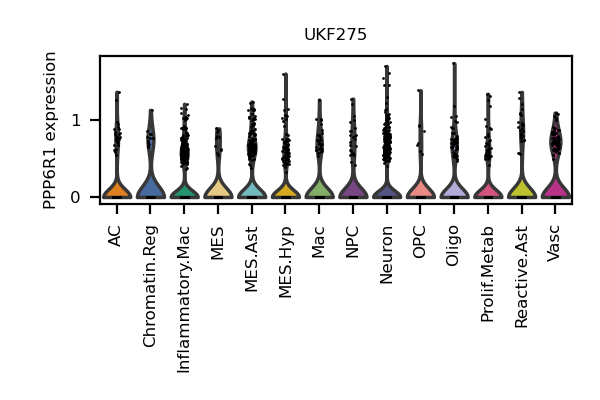 UKF275
PPP6R1 expression
1
0
AC
Chromatin.Reg
Inflammatory.Mac
MES
MES.Ast
MES.Hyp
Mac
NPC
Neuron
OPC
Oligo
Prolif.Metab
Reactive.Ast
Vasc